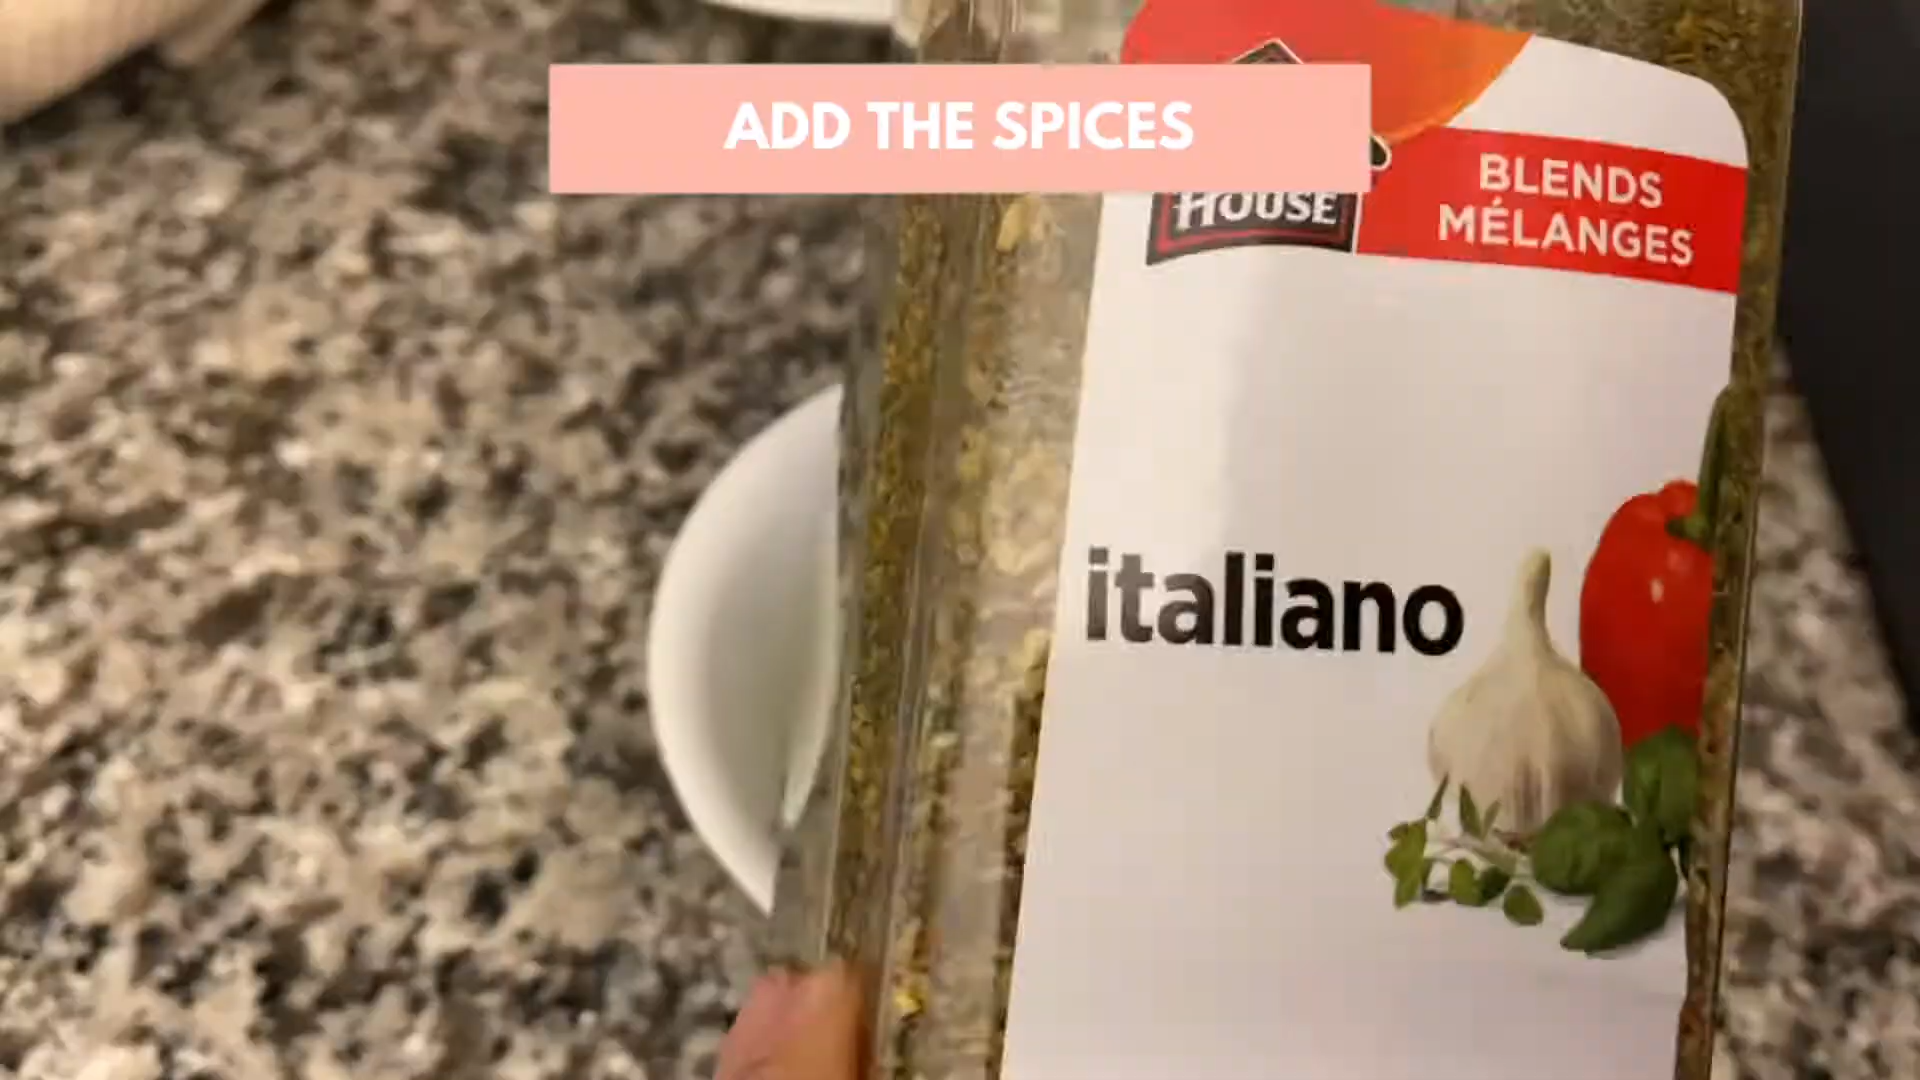 ADD THE SPICES
HOUSE
BLENDS
MÉLANGES
italiano